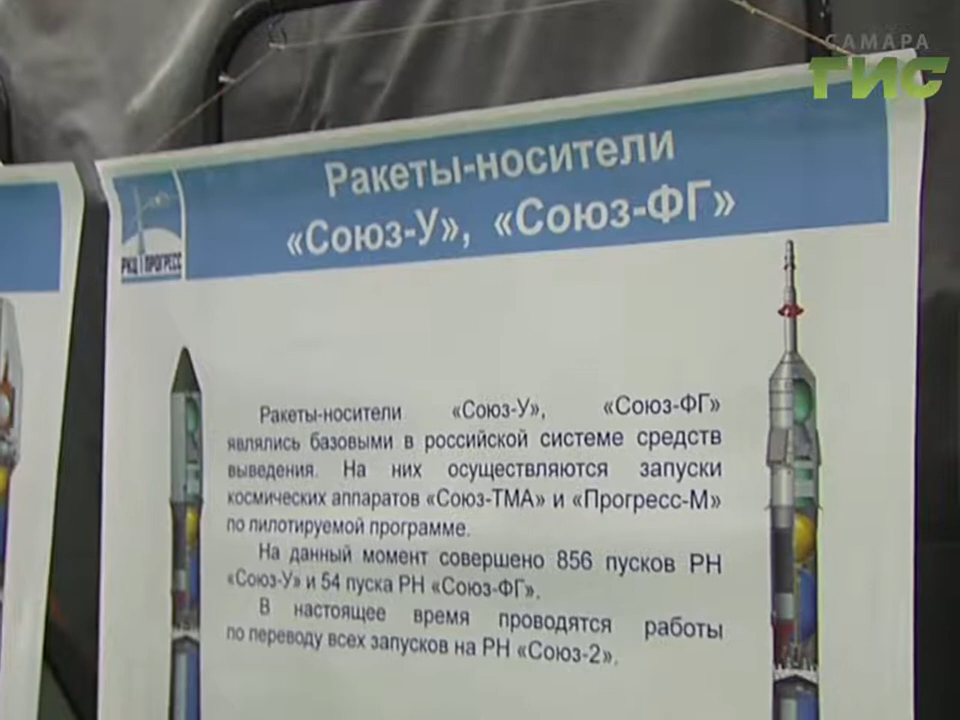 САМАРА
ГИС
Ракеты-носители
«Союз-У», «Союз-ФГ»
РКЦ ПРОГРЕСС
Ракеты-носители «Союз-У», «Союз-ФГ»
являлись базовыми в российской системе средств
выведения. На них осуществляются запуски
космических аппаратов «Союз-ТМА» и «Прогресс-М»
по пилотируемой программе.
На данный момент совершено 856 пусков РН
«Союз-У» и 54 пуска РН «Союз-ФГ».
В настоящее время проводятся работы
по переводу всех запусков на РН «Союз-2».